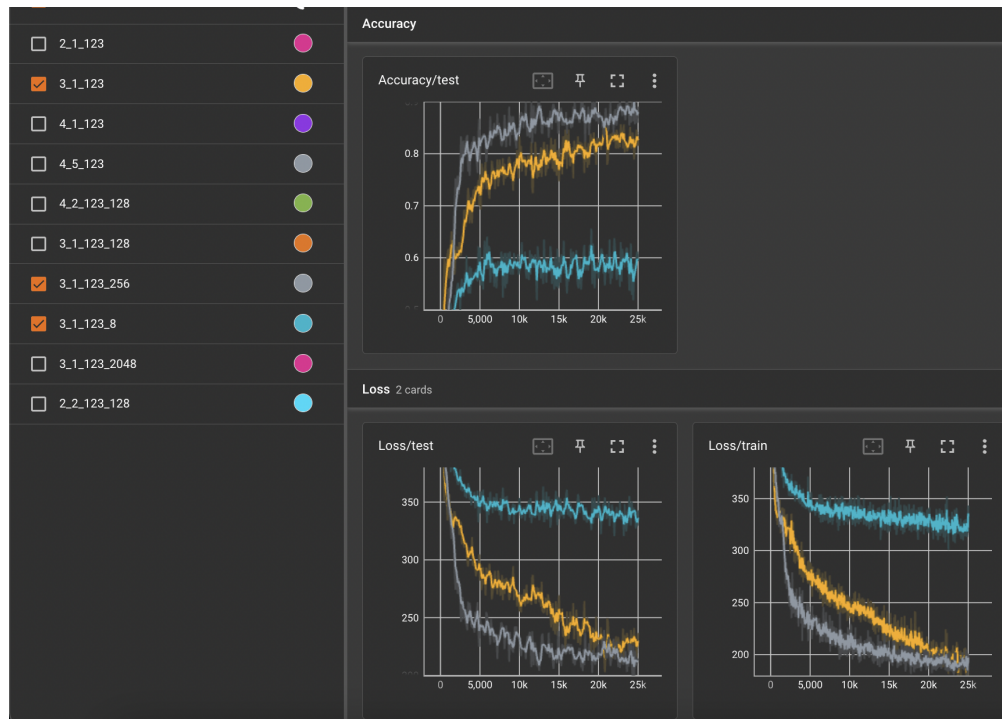 Accuracy
2_1_123
3_1_123
4_1_123
4_5_123
4_2_123_128
3_1_123_128
3_1_123_256
3_1_123_8
3_1_123_2048
2_2_123_128
Accuracy/test
0.8
0.7
0.6
0 5,000 10k 15k 20k 25k
Loss 2 cards
Loss/test
350
300
250
0 5,000 10k 15k 20k 25k
Loss/train
350
300
250
200
0 5,000 10k 15k 20k 25k